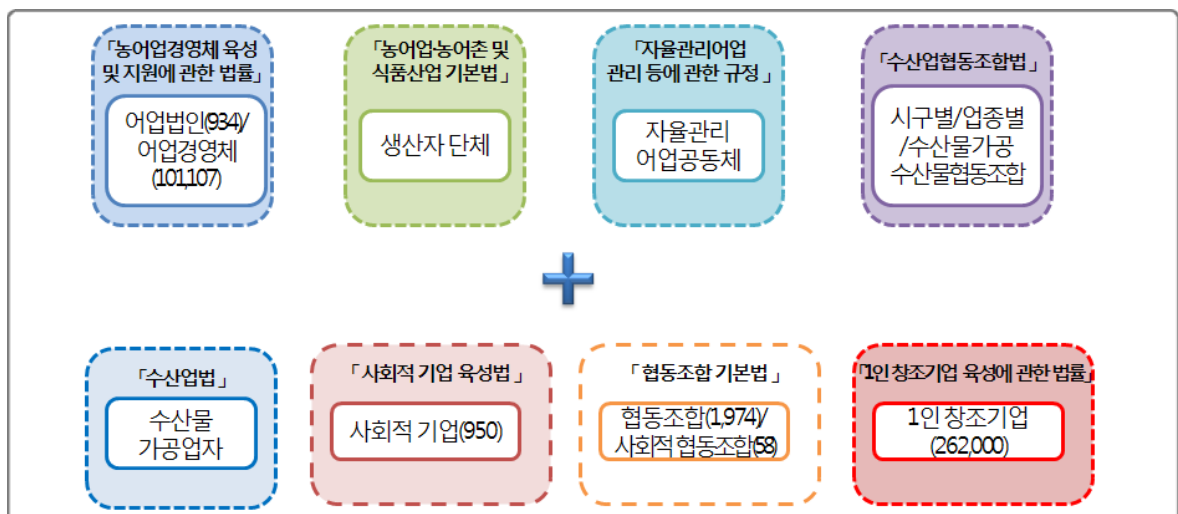 「농어업경영체 육성
및 지원에 관한 법률」
어업법인(934)/
어업경영체
(101,107)
「농어업·농어촌 및
식품산업 기본법」
생산자 단체
「자율관리어업
관리 등에 관한 규정」
자율관리
어업공동체
「수산업협동조합법」
시구별/업종별
/수산물가공
수산물협동조합
「수산업법」
수산물
가공업자
「사회적 기업 육성법」
사회적 기업(950)
「협동조합 기본법」
협동조합(1,974)/
사회적 협동조합(58)
「1인 창조기업 육성에 관한 법률」
1인 창조기업
(262,000)